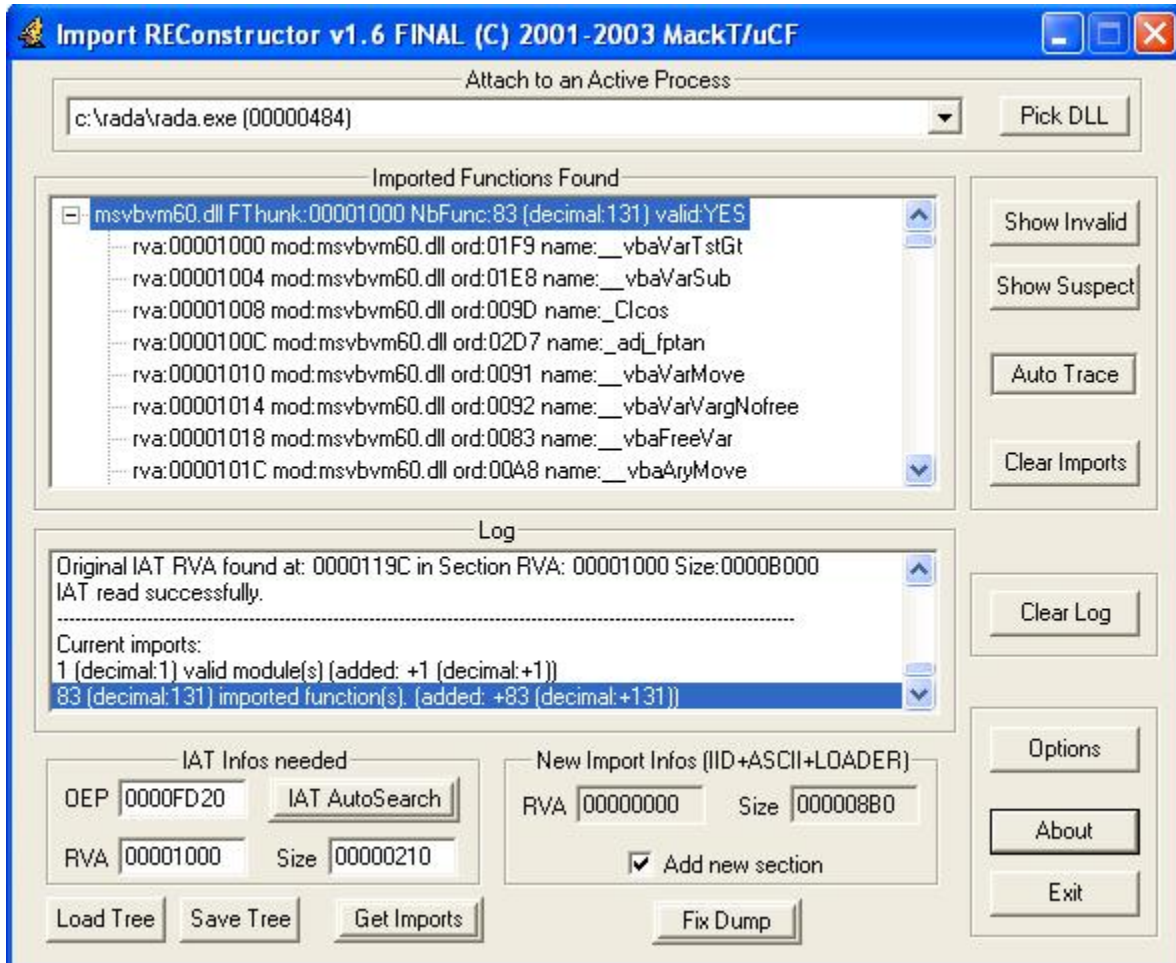 Import REConstructor v1.6 FINAL (C) 2001-2003 MackT/uCF
Attach to an Active Process
c:\rada\rada.exe (00000484)
Pick DLL
Imported Functions Found
msvbvm60.dll FThunk:00001000 NbFunc:83 (decimal:131) valid:YES
rva:00001000 mod:msvbvm60.dll ord:01F9 name:__vbaVarTstGt
rva:00001004 mod:msvbvm60.dll ord:01E8 name:__vbaVarSub
rva:00001008 mod:msvbvm60.dll ord:009D name:_CIcos
rva:0000100C mod:msvbvm60.dll ord:02D7 name:_adj_fptan
rva:00001010 mod:msvbvm60.dll ord:0091 name:__vbaVarMove
rva:00001014 mod:msvbvm60.dll ord:0092 name:__vbaVarVargNofree
rva:00001018 mod:msvbvm60.dll ord:0083 name:__vbaFreeVar
rva:0000101C mod:msvbvm60.dll ord:00A8 name:__vbaAryMove
Show Invalid
Show Suspect
Auto Trace
Clear Imports
Log
Original IAT RVA found at: 0000119C in Section RVA: 00001000 Size:0000B000
IAT read successfully.
Current imports:
1 (decimal:1) valid module(s) (added: +1 (decimal:+1))
83 (decimal:131) imported function(s). (added: +83 (decimal:+131))
Clear Log
IAT Infos needed
OEP 0000FD20 IAT AutoSearch
RVA 00001000 Size 00000210
New Import Infos (IID+ASCII+LOADER)
RVA 00000000 Size 000008B0
Add new section
Options
About
Exit
Load Tree Save Tree Get Imports Fix Dump